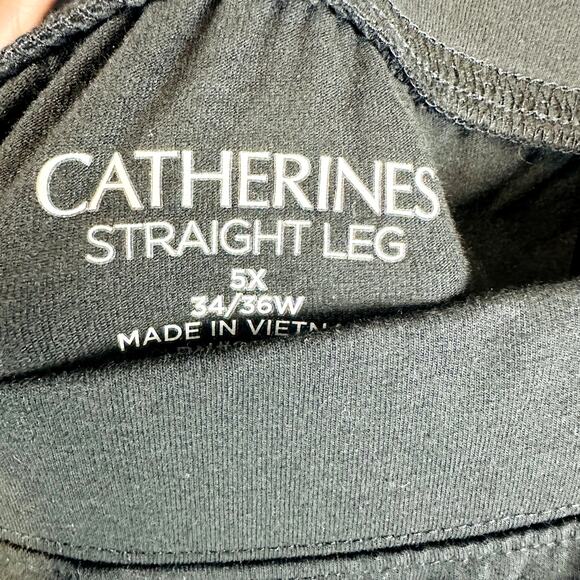 CATHERINES
STRAIGHT LEG
5X
34/36W
MADE IN